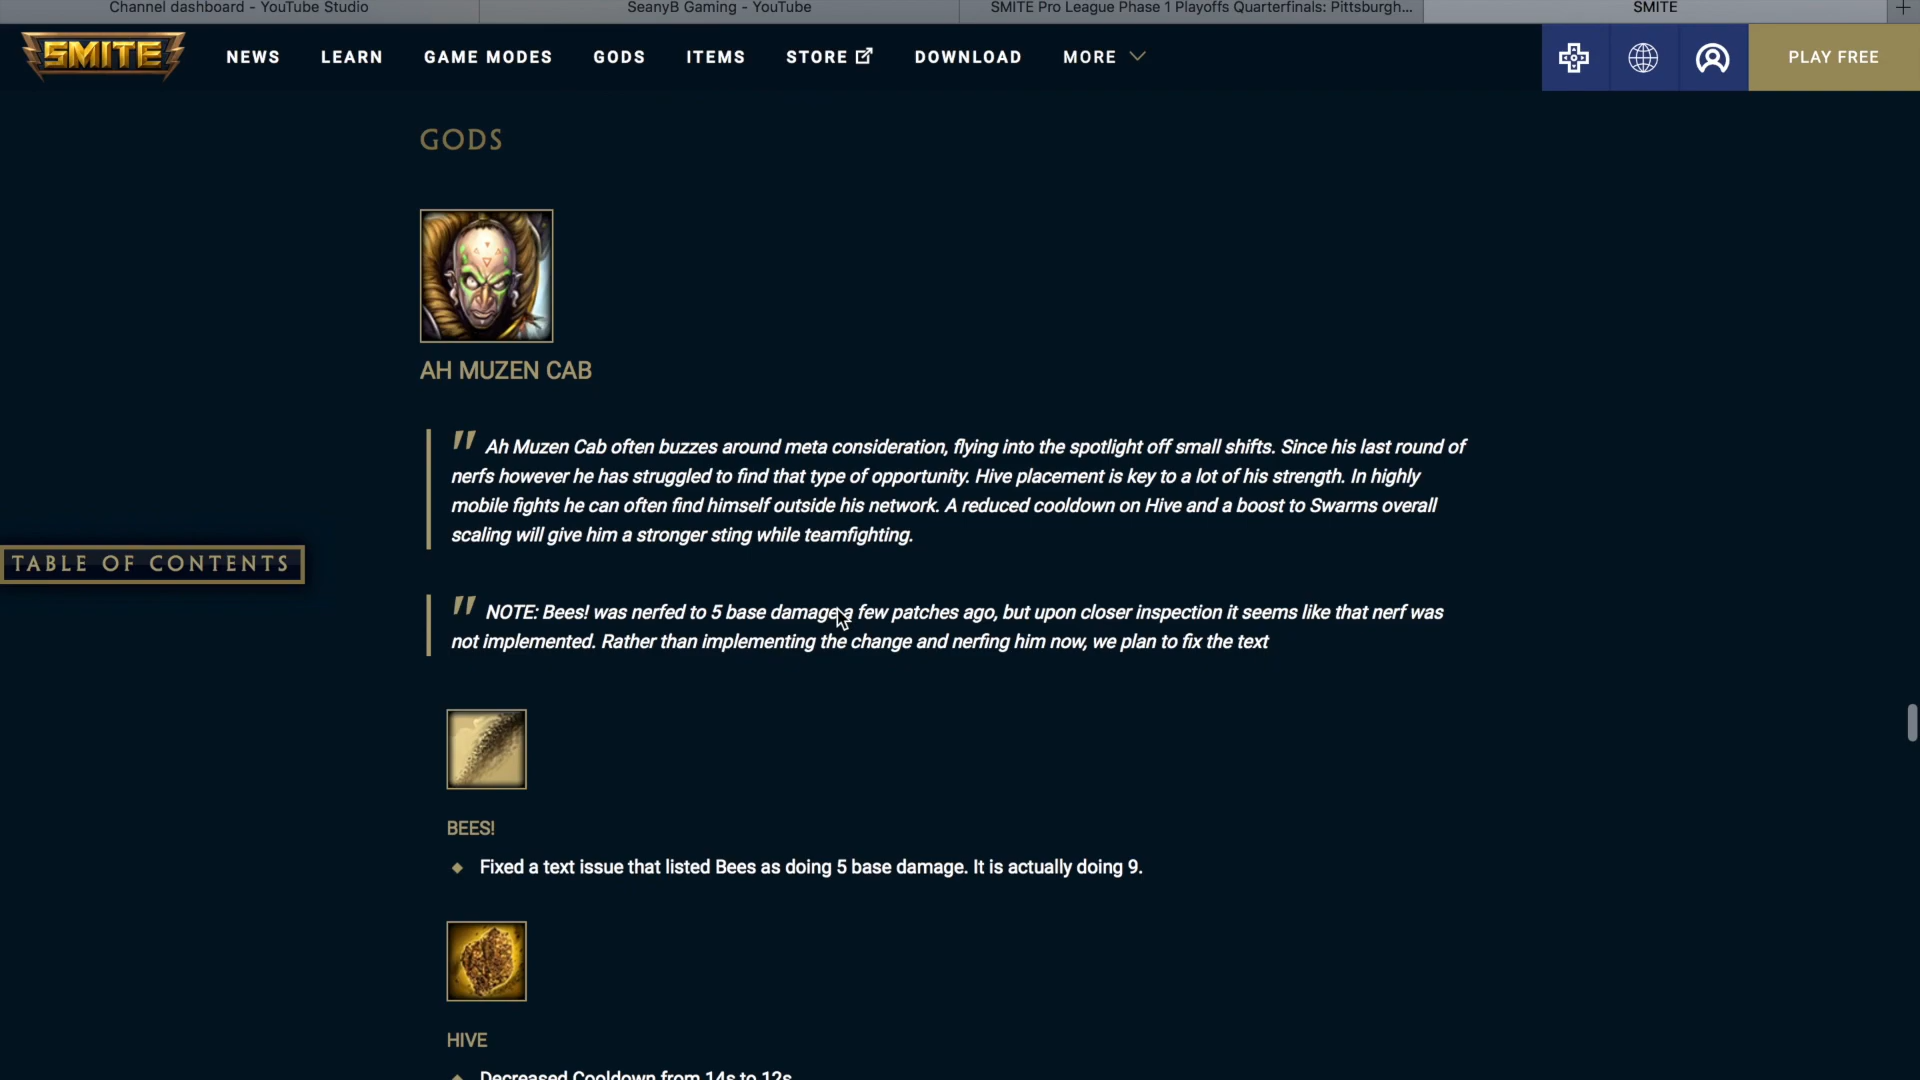 Channel dashboard - YouTube Studio
SeanyB Gaming - YouTube
SMITE Pro League Phase 1 Playoffs Quarterfinals: Pittsburgh...
SMITE
SMITE
NEWS
LEARN
GAME MODES
GODS
ITEMS
STORE
DOWNLOAD
MORE
PLAY FREE
GODS
AH MUZEN CAB
" Ah Muzen Cab often buzzes around meta consideration, flying into the spotlight off small shifts. Since his last round of
nerfs however he has struggled to find that type of opportunity. Hive placement is key to a lot of his strength. In highly
mobile fights he can often find himself outside his network. A reduced cooldown on Hive and a boost to Swarms overall
scaling will give him a stronger sting while teamfighting.
TABLE OF CONTENTS
" NOTE: Bees! was nerfed to 5 base damage a few patches ago, but upon closer inspection it seems like that nerf was
not implemented. Rather than implementing the change and nerfing him now, we plan to fix the text
BEES!
Fixed a text issue that listed Bees as doing 5 base damage. It is actually doing 9.
HIVE
Decreased Cooldown from 14s to 12s